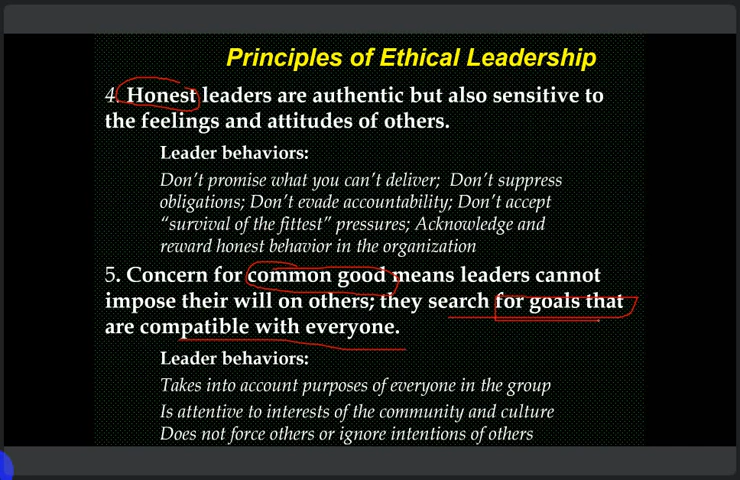 Principles of Ethical Leadership
4. Honest leaders are authentic but also sensitive to
the feelings and attitudes of others.
Leader behaviors:
Don’t promise what you can’t deliver; Don’t suppress
obligations; Don’t evade accountability; Don’t accept
“survival of the fittest” pressures; Acknowledge and
reward honest behavior in the organization
5. Concern for common good means leaders cannot
impose their will on others; they search for goals that
are compatible with everyone.
Leader behaviors:
Takes into account purposes of everyone in the group
Is attentive to interests of the community and culture
Does not force others or ignore intentions of others